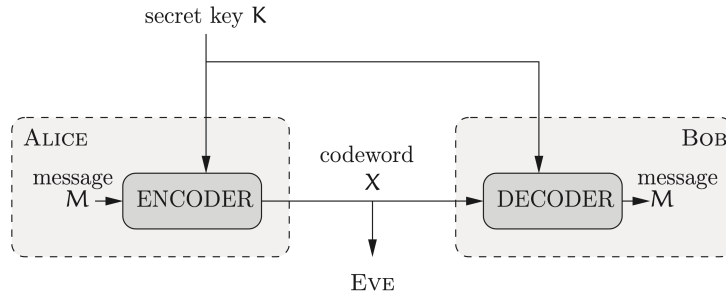 secret key K
ALICE
BOB
codeword
X
message
M
ENCODER
DECODER
message
M
EVE